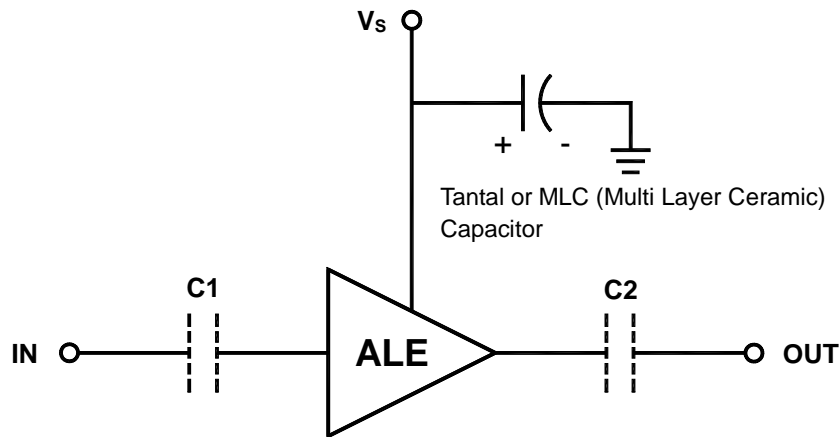 Vs
+ -
Tantal or MLC (Multi Layer Ceramic)
Capacitor
C1
C2
IN
ALE
OUT